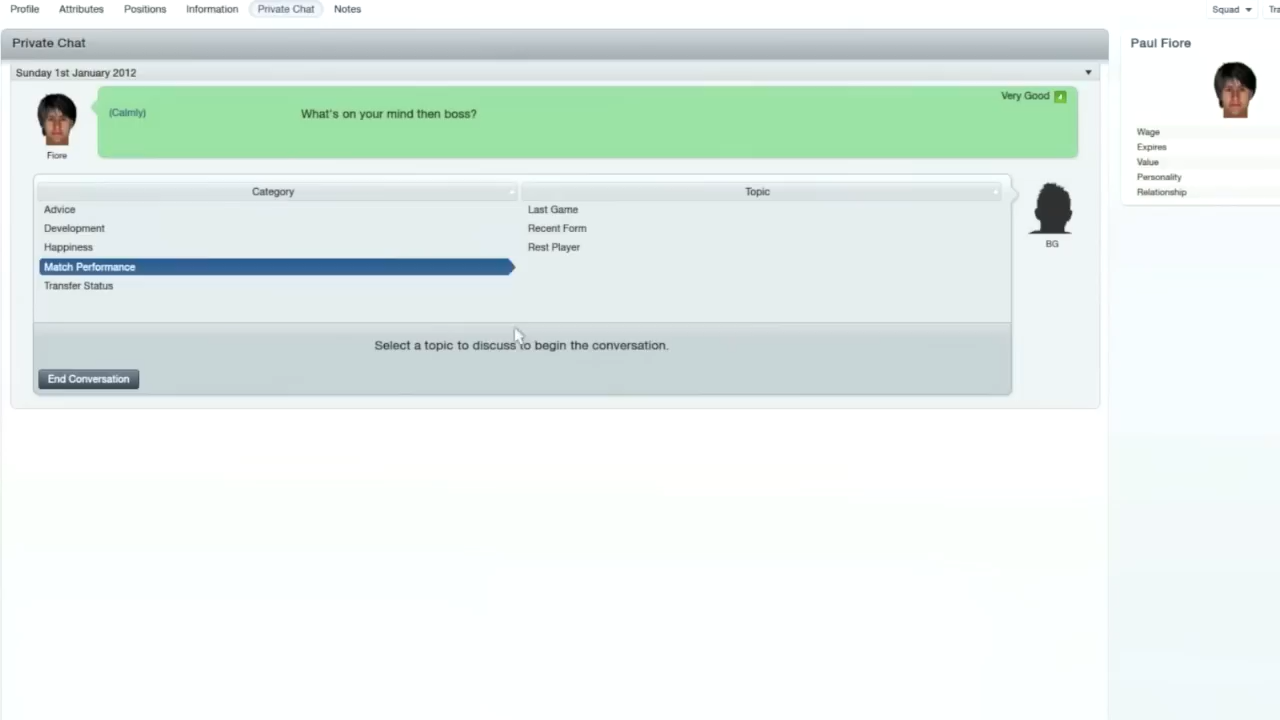 Profile Attributes Positions Information Private Chat Notes Squad
Private Chat
Sunday 1st January 2012
(Calmly) What's on your mind then boss? Very Good
Fiore
Category Topic
Advice Last Game
Development Recent Form
Happiness Rest Player
Match Performance
Transfer Status
BG
Select a topic to discuss to begin the conversation.
End Conversation
Paul Fiore
Wage
Expires
Value
Personality
Relationship